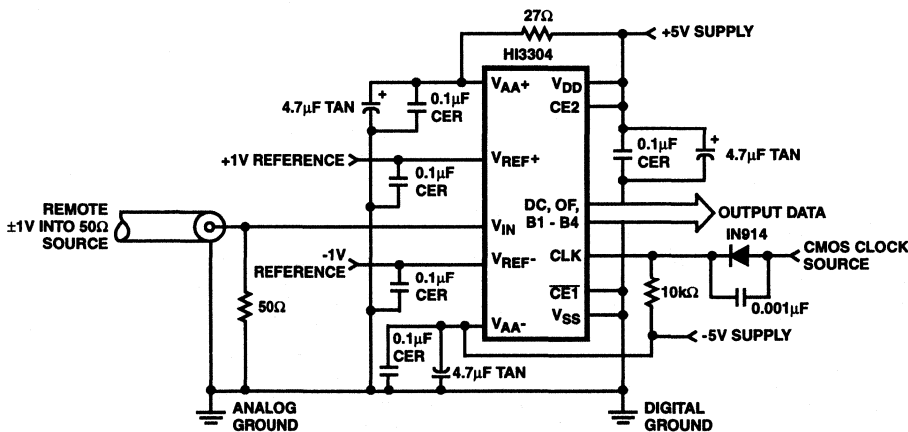 27Ω
+5V SUPPLY
HI3304
VAA+
VDD
CE2
4.7µF TAN
+
0.1µF
CER
0.1µF
CER
+
4.7µF TAN
+1V REFERENCE
VREF+
0.1µF
CER
REMOTE
±1V INTO 50Ω
SOURCE
VIN
DC, OF,
B1 - B4
OUTPUT DATA
IN914
-1V
REFERENCE
VREF-
CLK
CMOS CLOCK
SOURCE
0.1µF
CER
CE1
10kΩ
0.001µF
50Ω
VSS
VAA-
-5V SUPPLY
0.1µF
CER
4.7µF TAN
ANALOG
GROUND
DIGITAL
GROUND